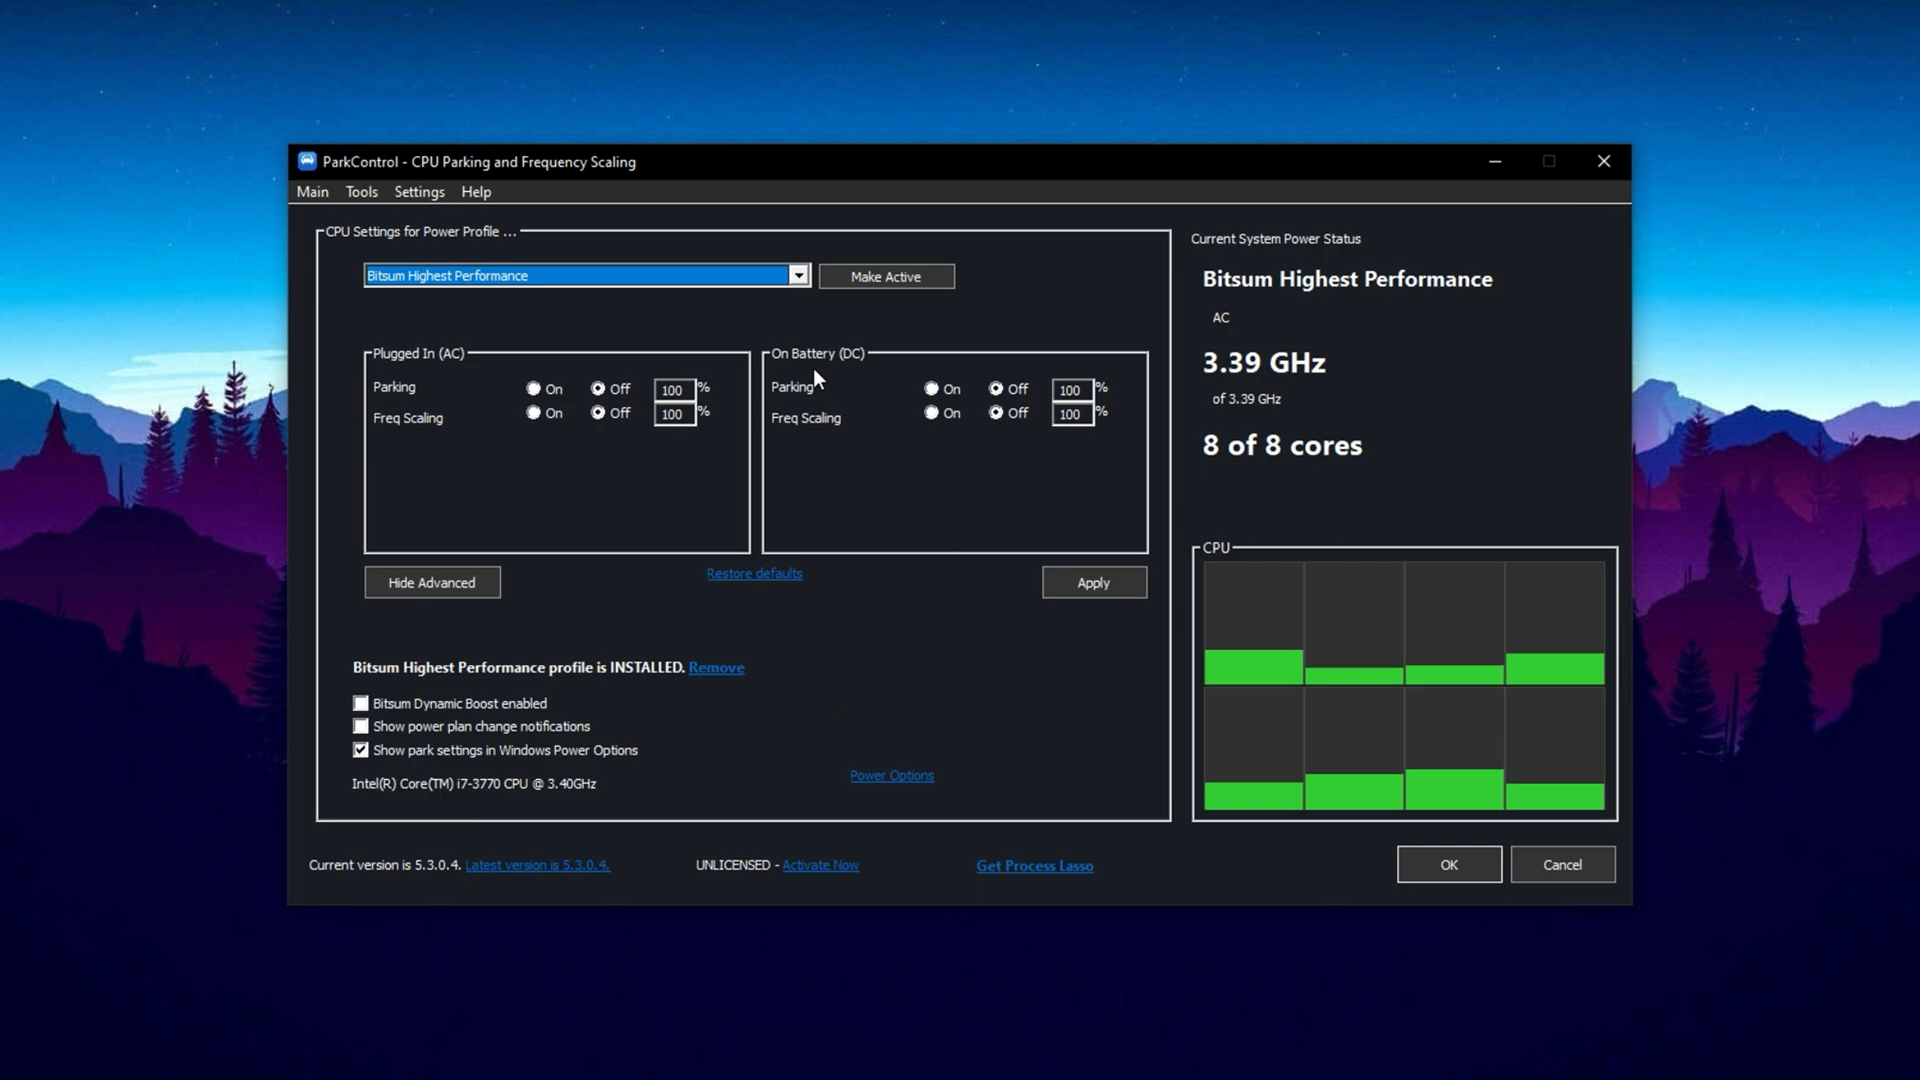 ParkControl - CPU Parking and Frequency Scaling
Main Tools Settings Help
CPU Settings for Power Profile ...
Bitsum Highest Performance
Make Active
Plugged In (AC)
Parking On Off 100 %
Freq Scaling On Off 100 %
On Battery (DC)
Parking On Off 100 %
Freq Scaling On Off 100 %
Hide Advanced
Restore defaults
Apply
Bitsum Highest Performance profile is INSTALLED. Remove
Bitsum Dynamic Boost enabled
Show power plan change notifications
Show park settings in Windows Power Options
Intel(R) Core(TM) i7-3770 CPU @ 3.40GHz
Power Options
Current System Power Status
Bitsum Highest Performance
AC
3.39 GHz
of 3.39 GHz
8 of 8 cores
CPU
Current version is 5.3.0.4. Latest version is 5.3.0.4.
UNLICENSED - Activate Now
Get Process Lasso
OK
Cancel